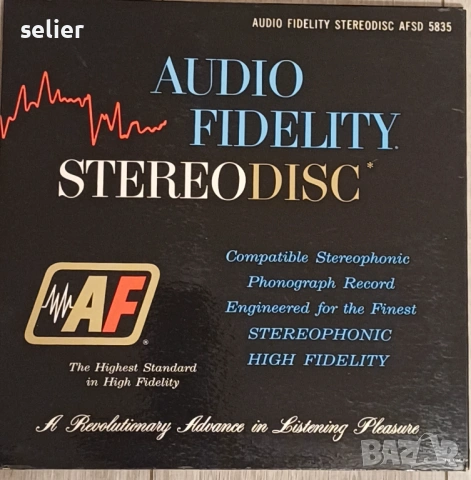 selier
AUDIO FIDELITY STEREODISC AFSD 5835
AUDIO
FIDELITY
STEREODISC*
Compatible Stereophonic
Phonograph Record
Engineered for the Finest
STEREOPHONIC
HIGH FIDELITY
AF
®
The Highest Standard
in High Fidelity
A Revolutionary Advance in Listening Pleasure
BAZAR